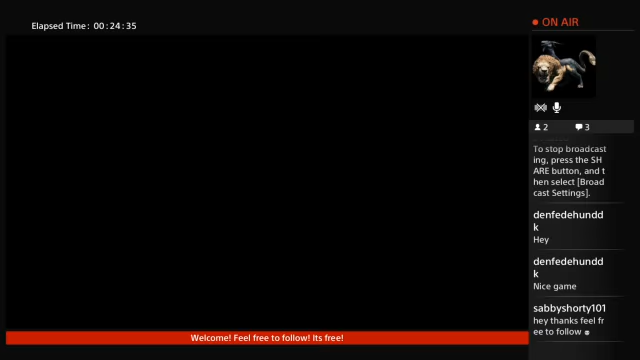 Elapsed Time: 00:24:35
ON AIR
2 3
To stop broadcast
ing, press the SH
ARE button, and t
hen select [Broad
cast Settings].
denfedehundd
k
Hey
denfedehundd
k
Nice game
sabbyshorty101
hey thanks feel fr
ee to follow
Welcome! Feel free to follow! Its free!